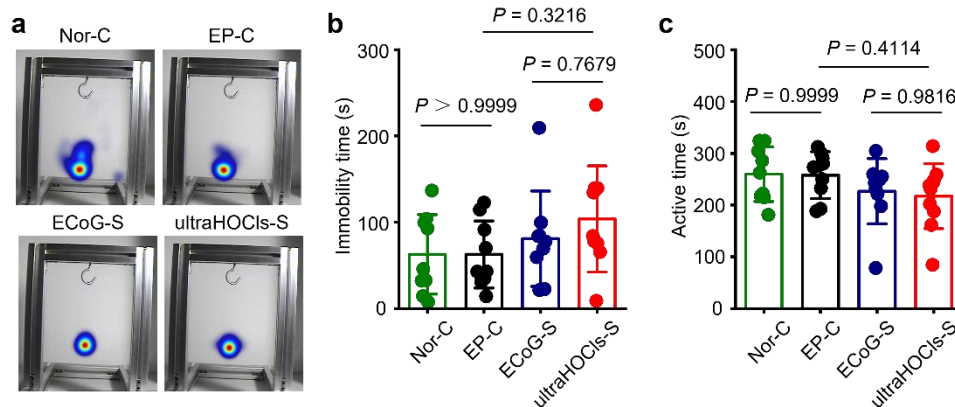 a
Nor-C
EP-C
ECoG-S
ultraHOCls-S
b
P = 0.3216
P = 0.7679
P > 0.9999
Immobility time (s)
300
200
100
0
Nor-C
EP-C
ECoG-S
ultraHOCls-S
c
P = 0.4114
P = 0.9999
P = 0.9816
Active time (s)
500
400
300
200
100
0
Nor-C
EP-C
ECoG-S
ultraHOCls-S